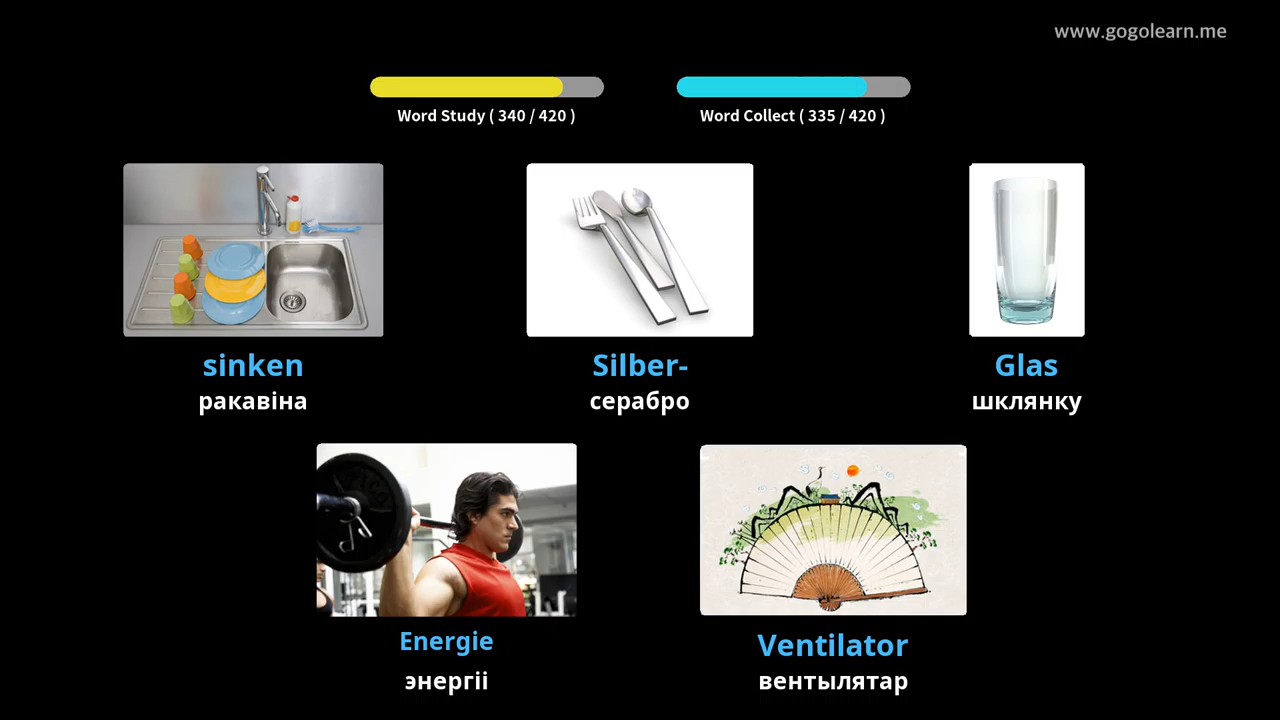 www.gogolearn.me
Word Study ( 340 / 420 )
Word Collect ( 335 / 420 )
sinken
ракавіна
Silber-
серабро
Glas
шклянку
Energie
энергіі
Ventilator
вентылятар